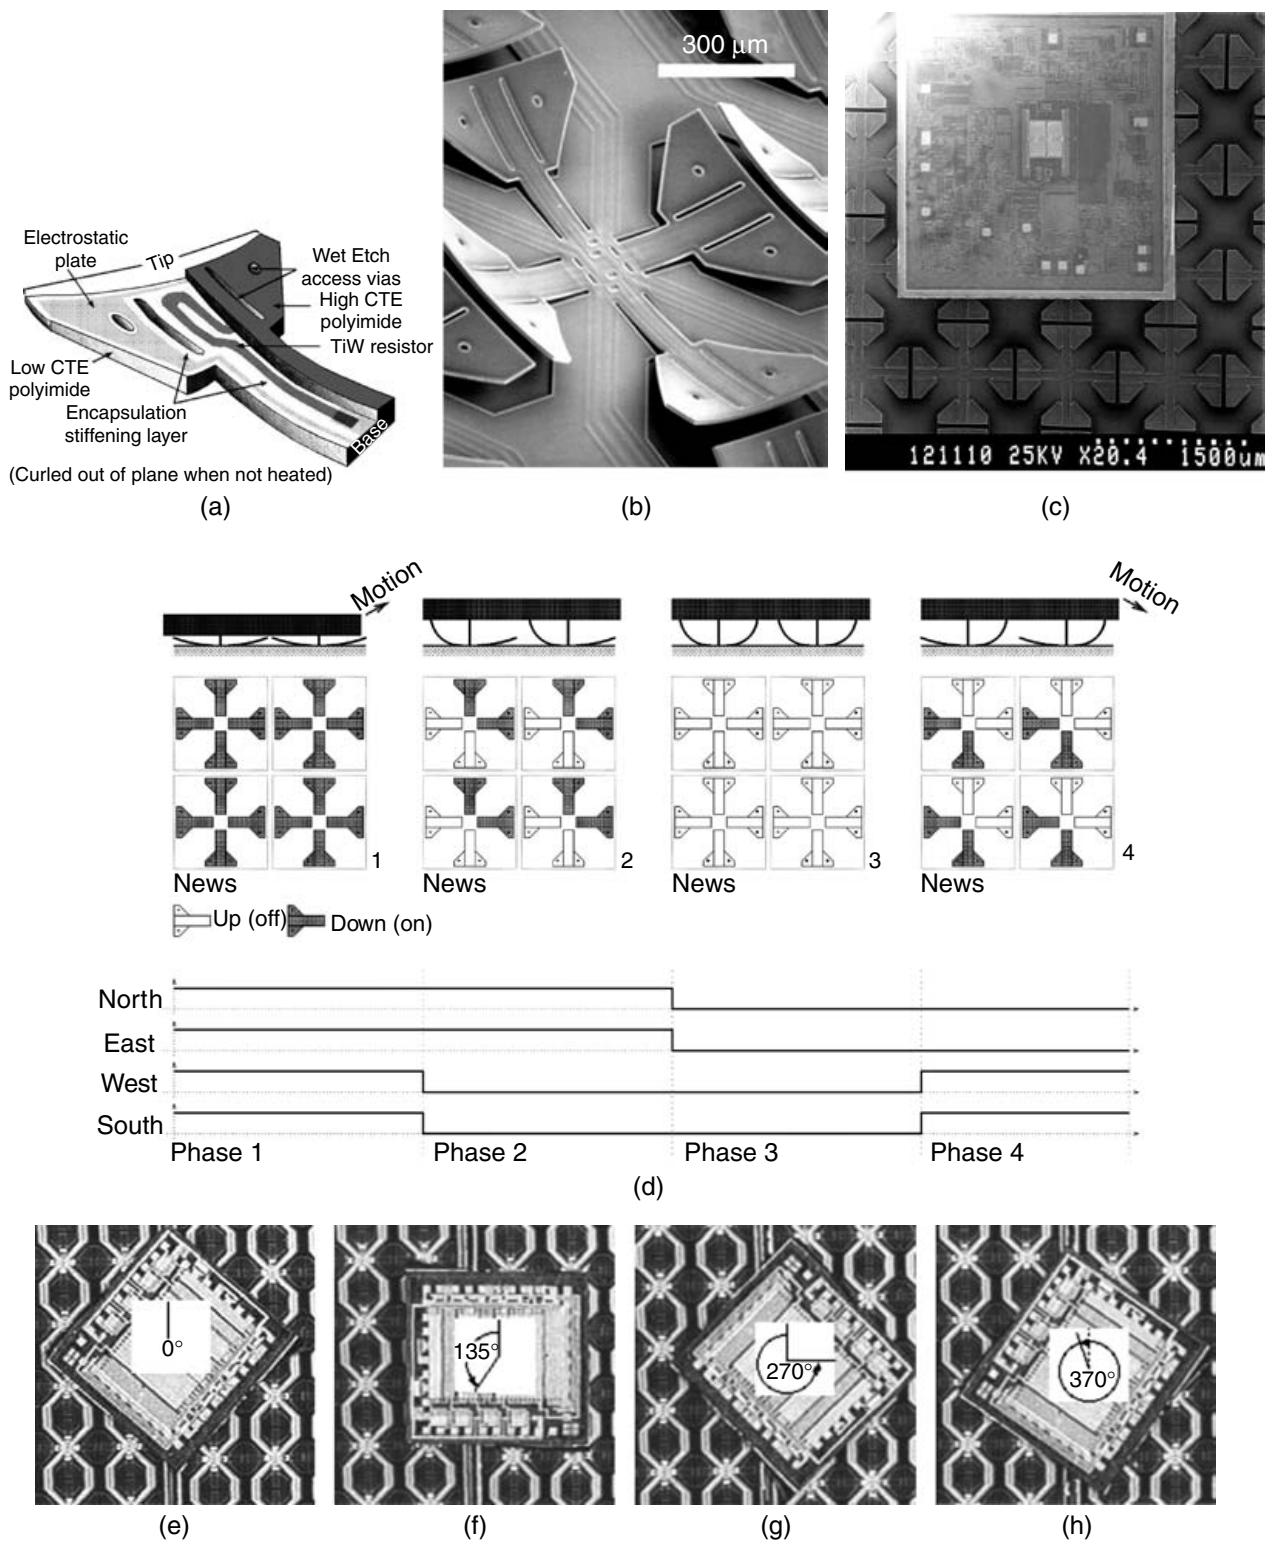 Electrostatic
plate
Tip
Wet Etch
access vias
High CTE
polyimide
TiW resistor
Low CTE
polyimide
Encapsulation
stiffening layer
Base
(Curled out of plane when not heated)
(a)
300 μm
(b)
121110 25KV X20.4 1500um
(c)
Motion
Motion
1
2
3
4
News
News
News
News
Up (off)
Down (on)
North
East
West
South
Phase 1
Phase 2
Phase 3
Phase 4
(d)
0°
135°
270°
370°
(e)
(f)
(g)
(h)